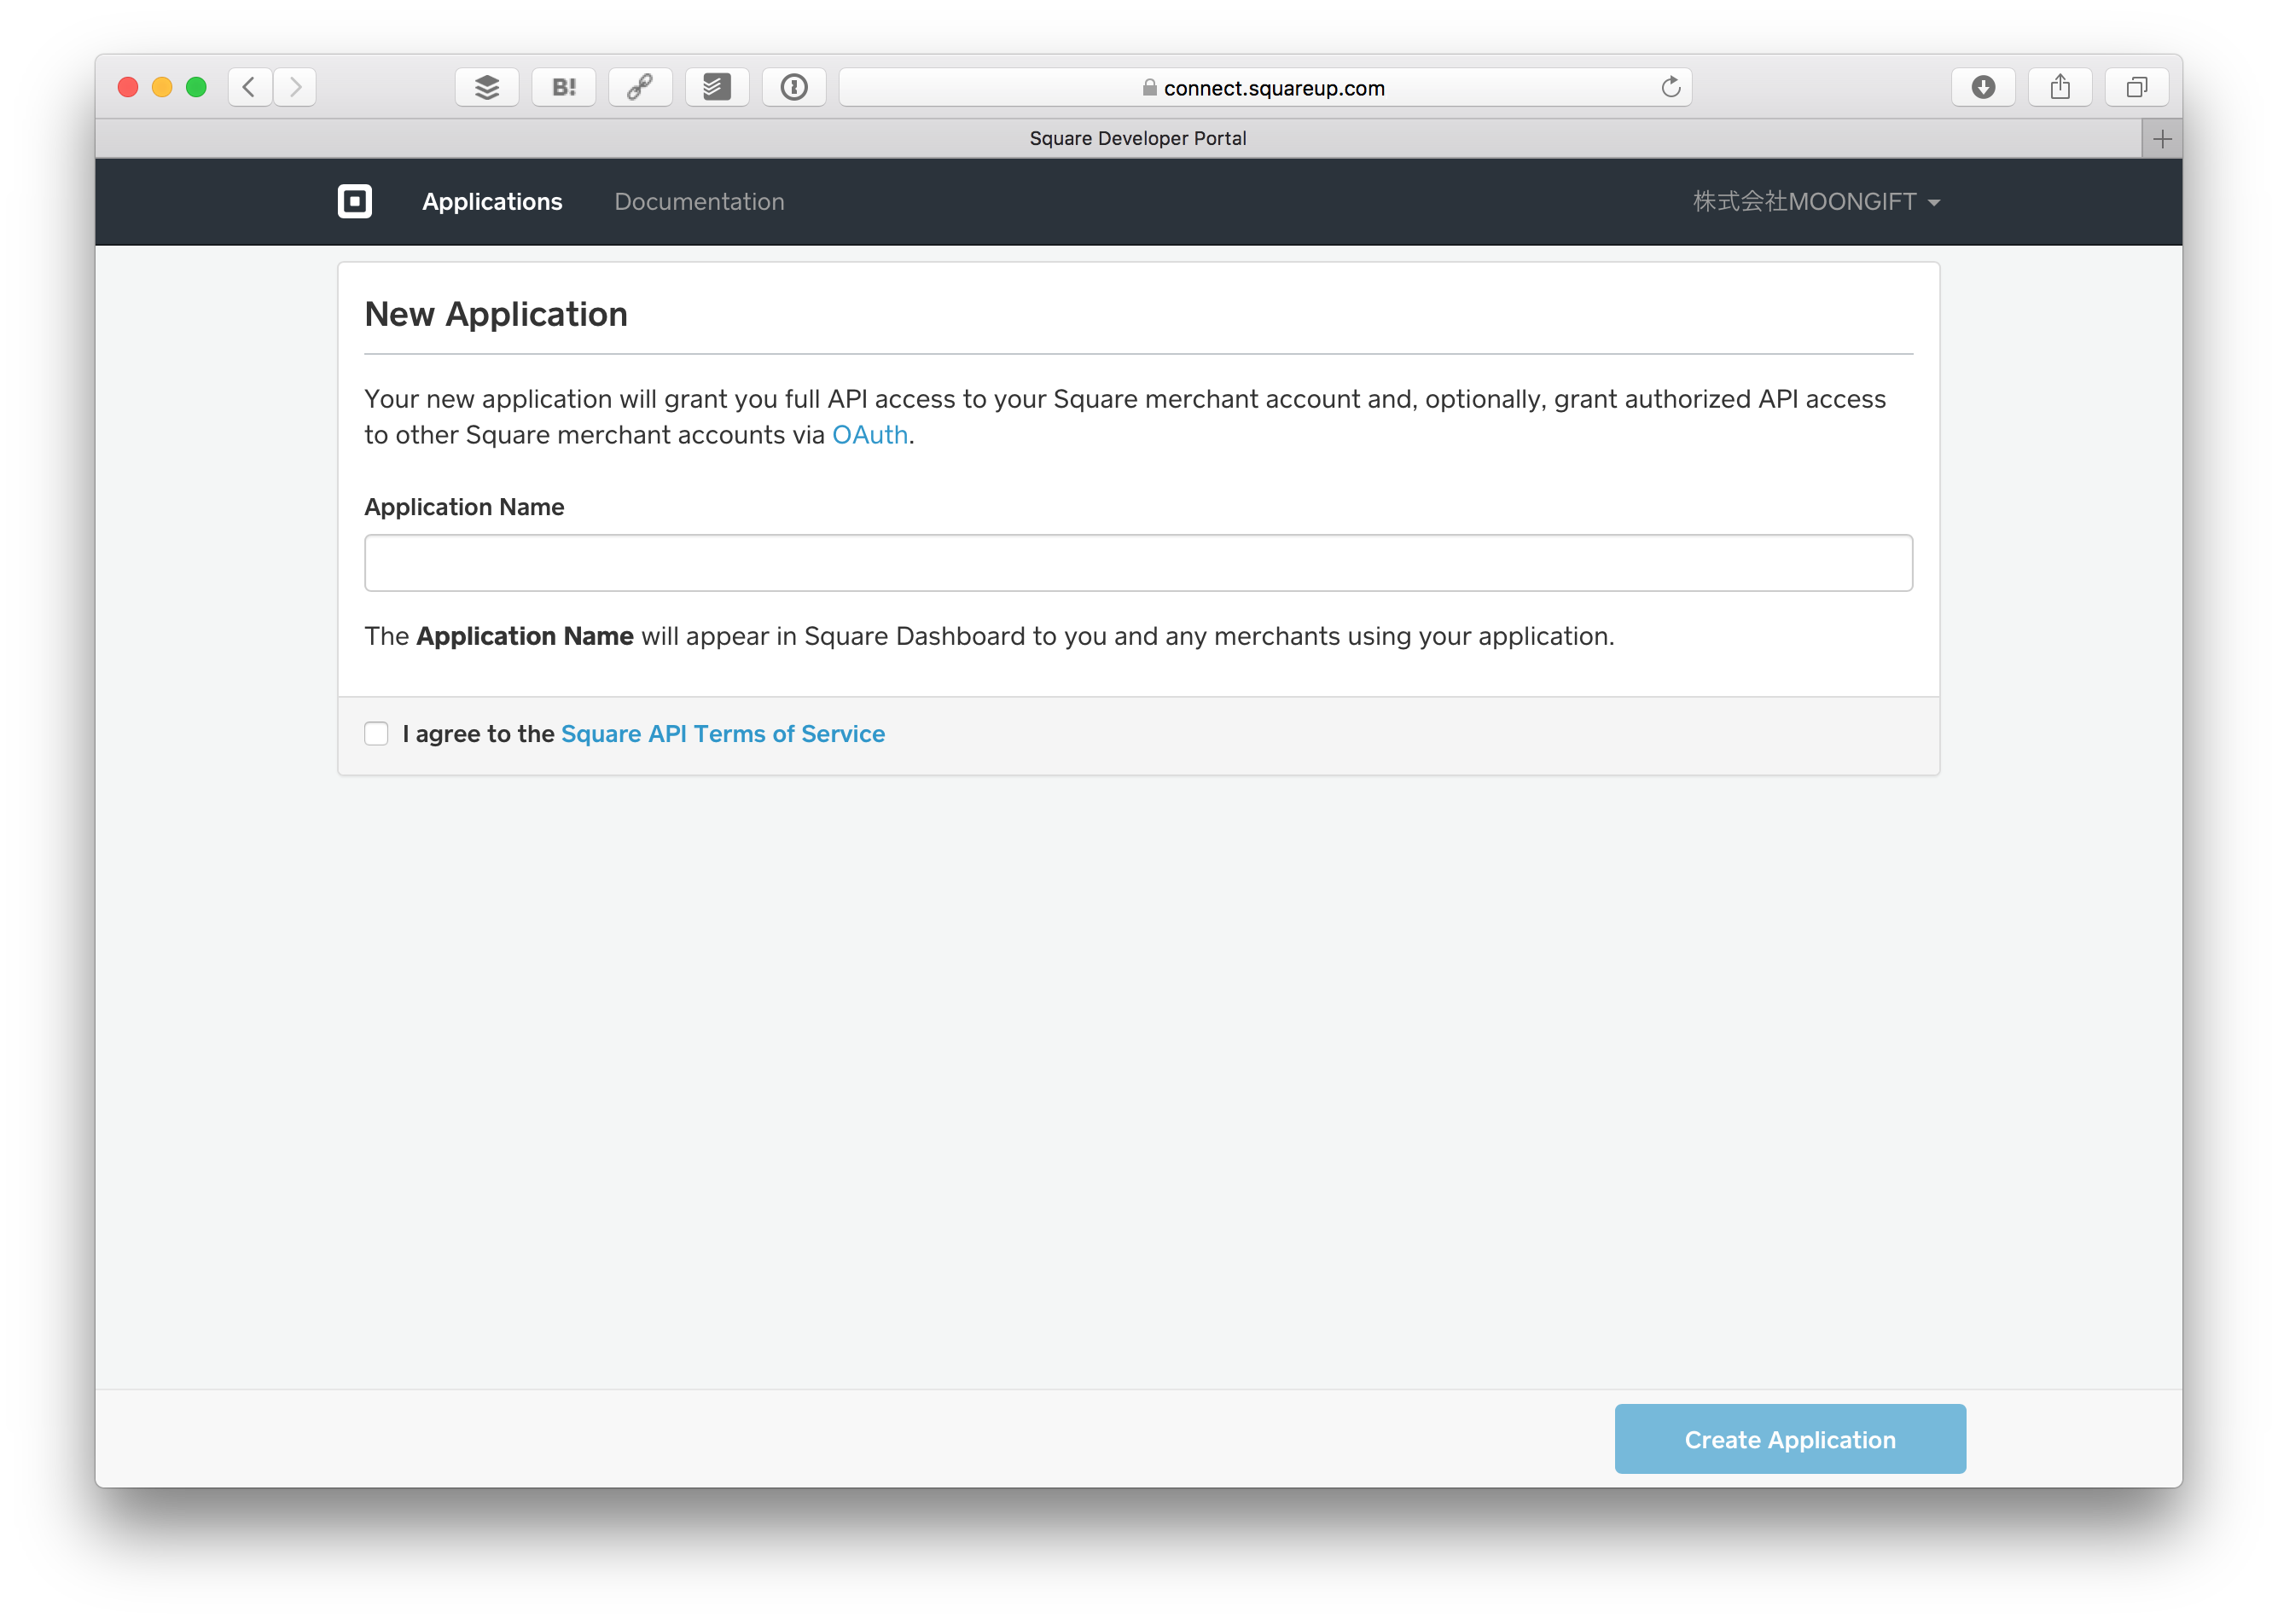 B!
connect.squareup.com
Square Developer Portal
Applications
Documentation
株式会社MOONGIFT
New Application
Your new application will grant you full API access to your Square merchant account and, optionally, grant authorized API access
to other Square merchant accounts via OAuth.
Application Name
The Application Name will appear in Square Dashboard to you and any merchants using your application.
I agree to the Square API Terms of Service
Create Application